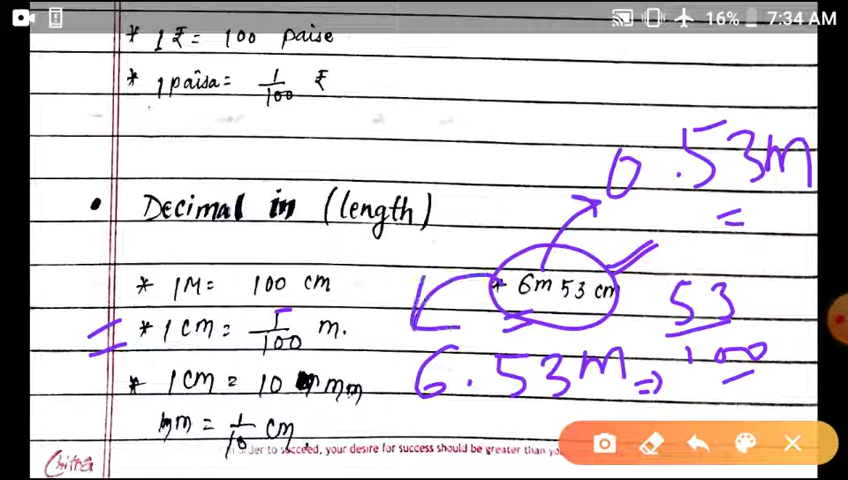 16% 7:34 AM
* 1 ₹ = 100 paise
* 1 paisa = 1/100 ₹
0.53M
=
• Decimal in (length)
* 1M = 100 cm
* 6m 53 cm
53/100
* 1 CM = 1/100 m.
6.53M ⇒
* 1 CM = 10 mm
mm = 1/10 cm
In order to succeed, your desire for success should be greater than you
Chitra